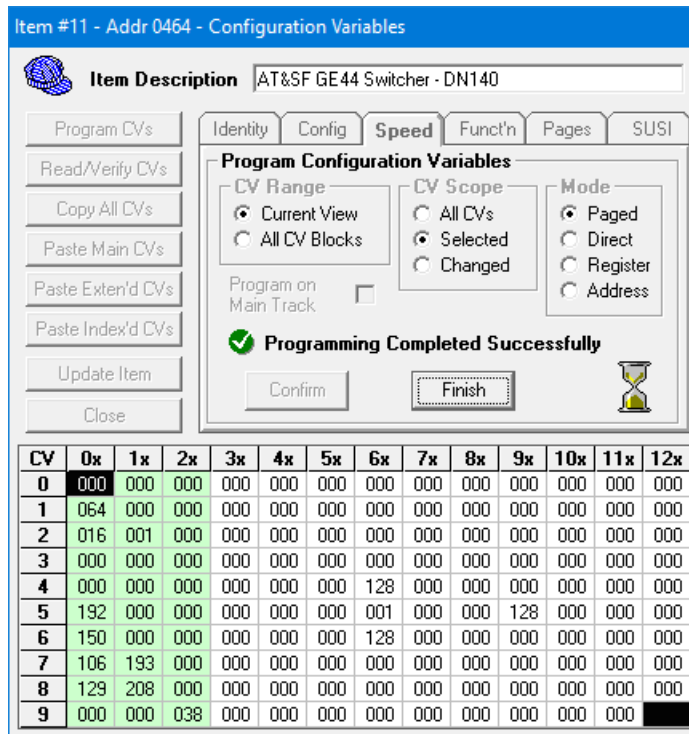 Item #11 - Addr 0464 - Configuration Variables
Item Description AT&SF GE44 Switcher - DN140
Program CVs
Read/Verify CVs
Copy All CVs
Paste Main CVs
Paste Exten'd CVs
Paste Index'd CVs
Update Item
Close
Identity Config Speed Funct'n Pages SUSI
Program Configuration Variables
CV Range
Current View
All CV Blocks
CV Scope
All CVs
Selected
Changed
Mode
Paged
Direct
Register
Address
Program on
Main Track
Programming Completed Successfully
Confirm Finish
CV 0x 1x 2x 3x 4x 5x 6x 7x 8x 9x 10x 11x 12x
0 000 000 000 000 000 000 000 000 000 000 000 000 000
1 064 000 000 000 000 000 000 000 000 000 000 000 000
2 016 001 000 000 000 000 000 000 000 000 000 000 000
3 000 000 000 000 000 000 000 000 000 000 000 000 000
4 000 000 000 000 000 000 128 000 000 000 000 000 000
5 192 000 000 000 000 000 001 000 000 128 000 000 000
6 150 000 000 000 000 000 128 000 000 000 000 000 000
7 106 193 000 000 000 000 000 000 000 000 000 000 000
8 129 208 000 000 000 000 000 000 000 000 000 000 000
9 000 000 038 000 000 000 000 000 000 000 000 000